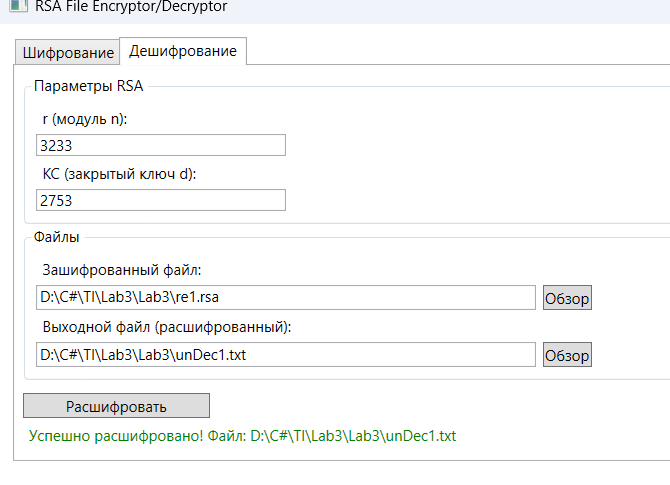 RSA File Encryptor/Decryptor
Шифрование Дешифрование
Параметры RSA
r (модуль n):
3233
KC (закрытый ключ d):
2753
Файлы
Зашифрованный файл:
D:\C#\TI\Lab3\Lab3\re1.rsa Обзор
Выходной файл (расшифрованный):
D:\C#\TI\Lab3\Lab3\unDec1.txt Обзор
Расшифровать
Успешно расшифровано! Файл: D:\C#\TI\Lab3\Lab3\unDec1.txt